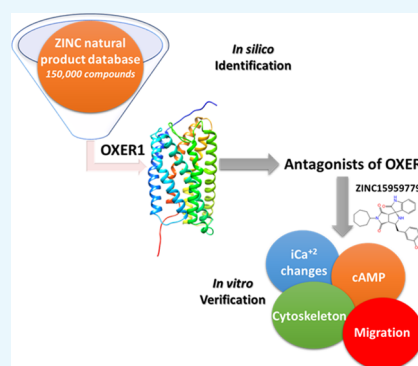 ZINC natural
product database
150,000 compounds
In silico
Identification
OXER1
Antagonists of OXER
ZINC15959779
iCa+2
changes
cAMP
In vitro
Verification
Cytoskeleton
Migration